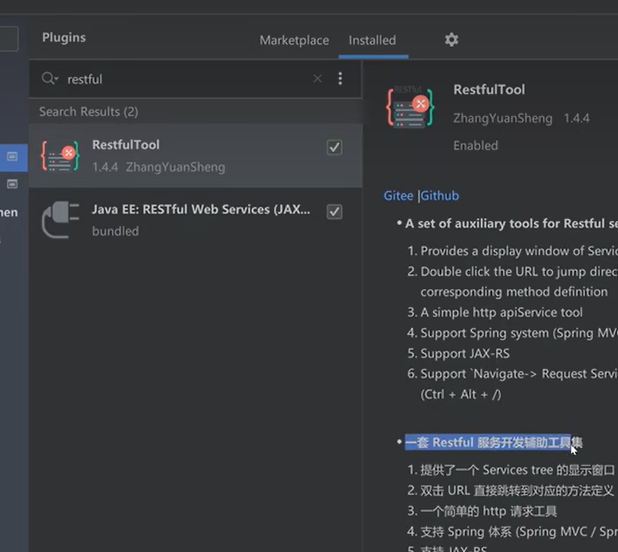 Plugins
Marketplace
Installed
restful
Search Results (2)
RestfulTool
1.4.4 ZhangYuanSheng
Java EE: RESTful Web Services (JAX...
bundled
RestfulTool
ZhangYuanSheng 1.4.4
Enabled
Gitee |Github
• A set of auxiliary tools for Restful
1. Provides a display window of
2. Double click the URL to jump
corresponding method definition
3. A simple http apiService tool
4. Support Spring system (Spring
5. Support JAX-RS
6. Support `Navigate-> Request
(Ctrl + Alt + /)
• 一套 Restful 服务开发辅助工具集
1. 提供了一个 Services tree 的显示窗口
2. 双击 URL 直接跳转到对应的方法定义
3. 一个简单的 http 请求工具
4. 支持 Spring 体系 (Spring MVC /
5. 支持 JAX-RS